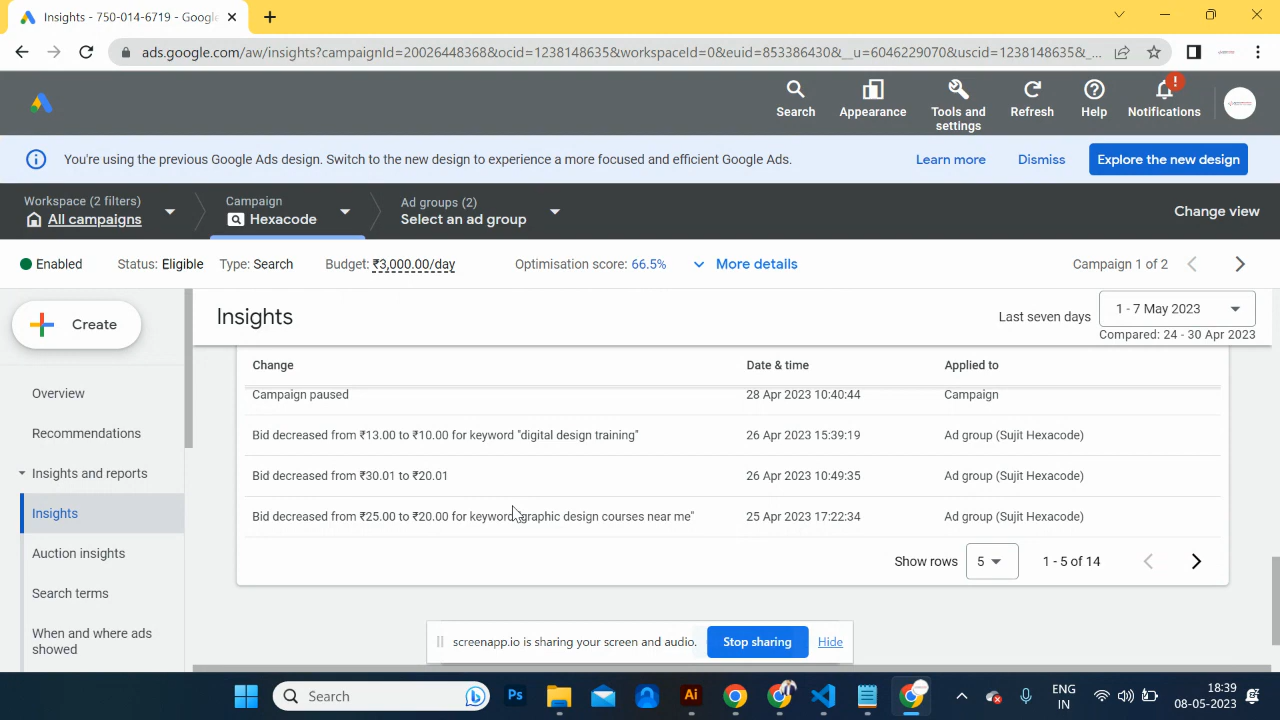 Insights - 750-014-6719 - Google
ads.google.com/aw/insights?campaignId=20026448368&ocid=1238148635&workspaceId=0&euid=853386430&__u=6046229070&uscid=1238148635&_...
Search
Appearance
Tools and settings
Refresh
Help
Notifications
!
You're using the previous Google Ads design. Switch to the new design to experience a more focused and efficient Google Ads.
Learn more
Dismiss
Explore the new design
Workspace (2 filters)
All campaigns
Campaign
Hexacode
Ad groups (2)
Select an ad group
Change view
Enabled
Status: Eligible
Type: Search
Budget: ₹3,000.00/day
Optimisation score: 66.5%
More details
Campaign 1 of 2
Create
Insights
Last seven days
1 - 7 May 2023
Compared: 24 - 30 Apr 2023
Overview
Recommendations
Insights and reports
Insights
Auction insights
Search terms
When and where ads
showed
Change Date & time Applied to
Campaign paused 28 Apr 2023 10:40:44 Campaign
Bid decreased from ₹13.00 to ₹10.00 for keyword "digital design training" 26 Apr 2023 15:39:19 Ad group (Sujit Hexacode)
Bid decreased from ₹30.01 to ₹20.01 26 Apr 2023 10:49:35 Ad group (Sujit Hexacode)
Bid decreased from ₹25.00 to ₹20.00 for keyword "graphic design courses near me" 25 Apr 2023 17:22:34 Ad group (Sujit Hexacode)
Show rows 5 1 - 5 of 14
screenapp.io is sharing your screen and audio. Stop sharing Hide
Search
Ps
Ai
ENG
IN
18:39
08-05-2023